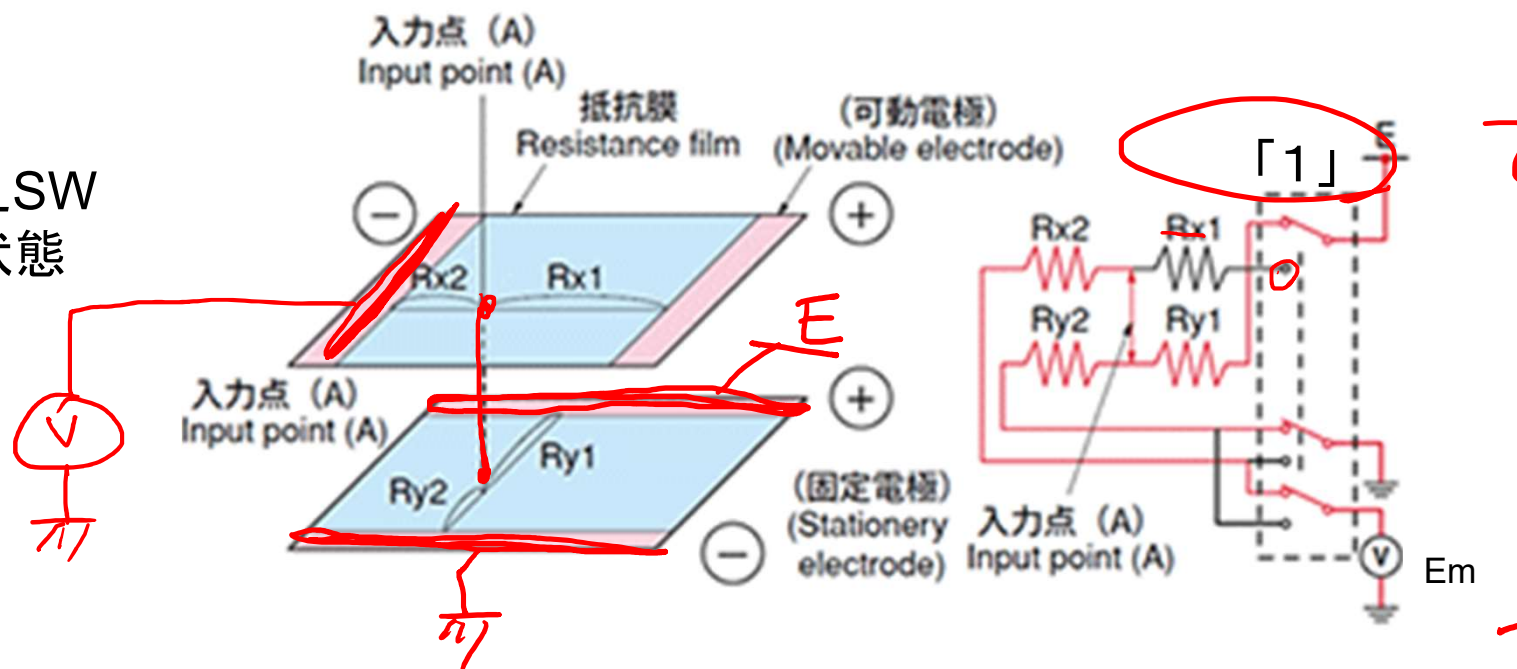 入力点（A）
Input point (A)
抵抗膜
Resistance film
（可動電極）
(Movable electrode)
_SW
状態
−
+
Rx2
Rx1
E
入力点（A）
Input point (A)
+
Ry1
Ry2
（固定電極）
(Stationery
electrode)
−
V
「1」
E
Rx2
Rx1
Ry2
Ry1
入力点（A）
Input point (A)
V
Em